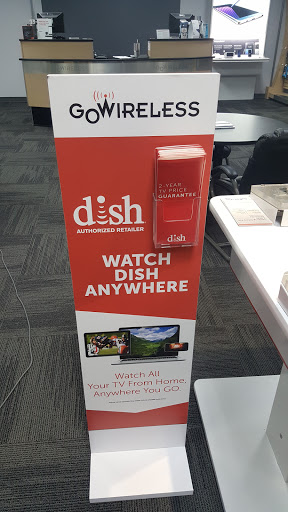 GOWIRELESS
dish
AUTHORIZED RETAILER
2-YEAR
TV PRICE
GUARANTEE
dish
WATCH
DISH
ANYWHERE
Watch All
Your TV From Home,
Anywhere You GO.